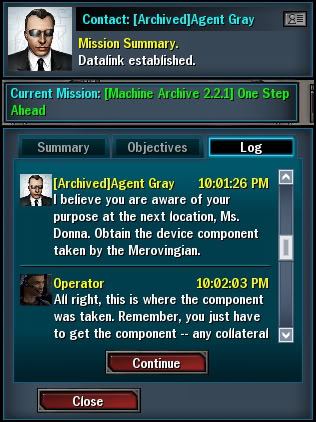 Contact: [Archived]Agent Gray
Mission Summary.
Datalink established.
Current Mission: [Machine Archive 2.2.1] One Step
Ahead
Summary Objectives Log
[Archived]Agent Gray 10:01:26 PM
I believe you are aware of your
purpose at the next location, Ms.
Donna. Obtain the device component
taken by the Merovingian.
Operator 10:02:03 PM
All right, this is where the component
was taken. Remember, you just have
to get the component -- any collateral
Continue
Close